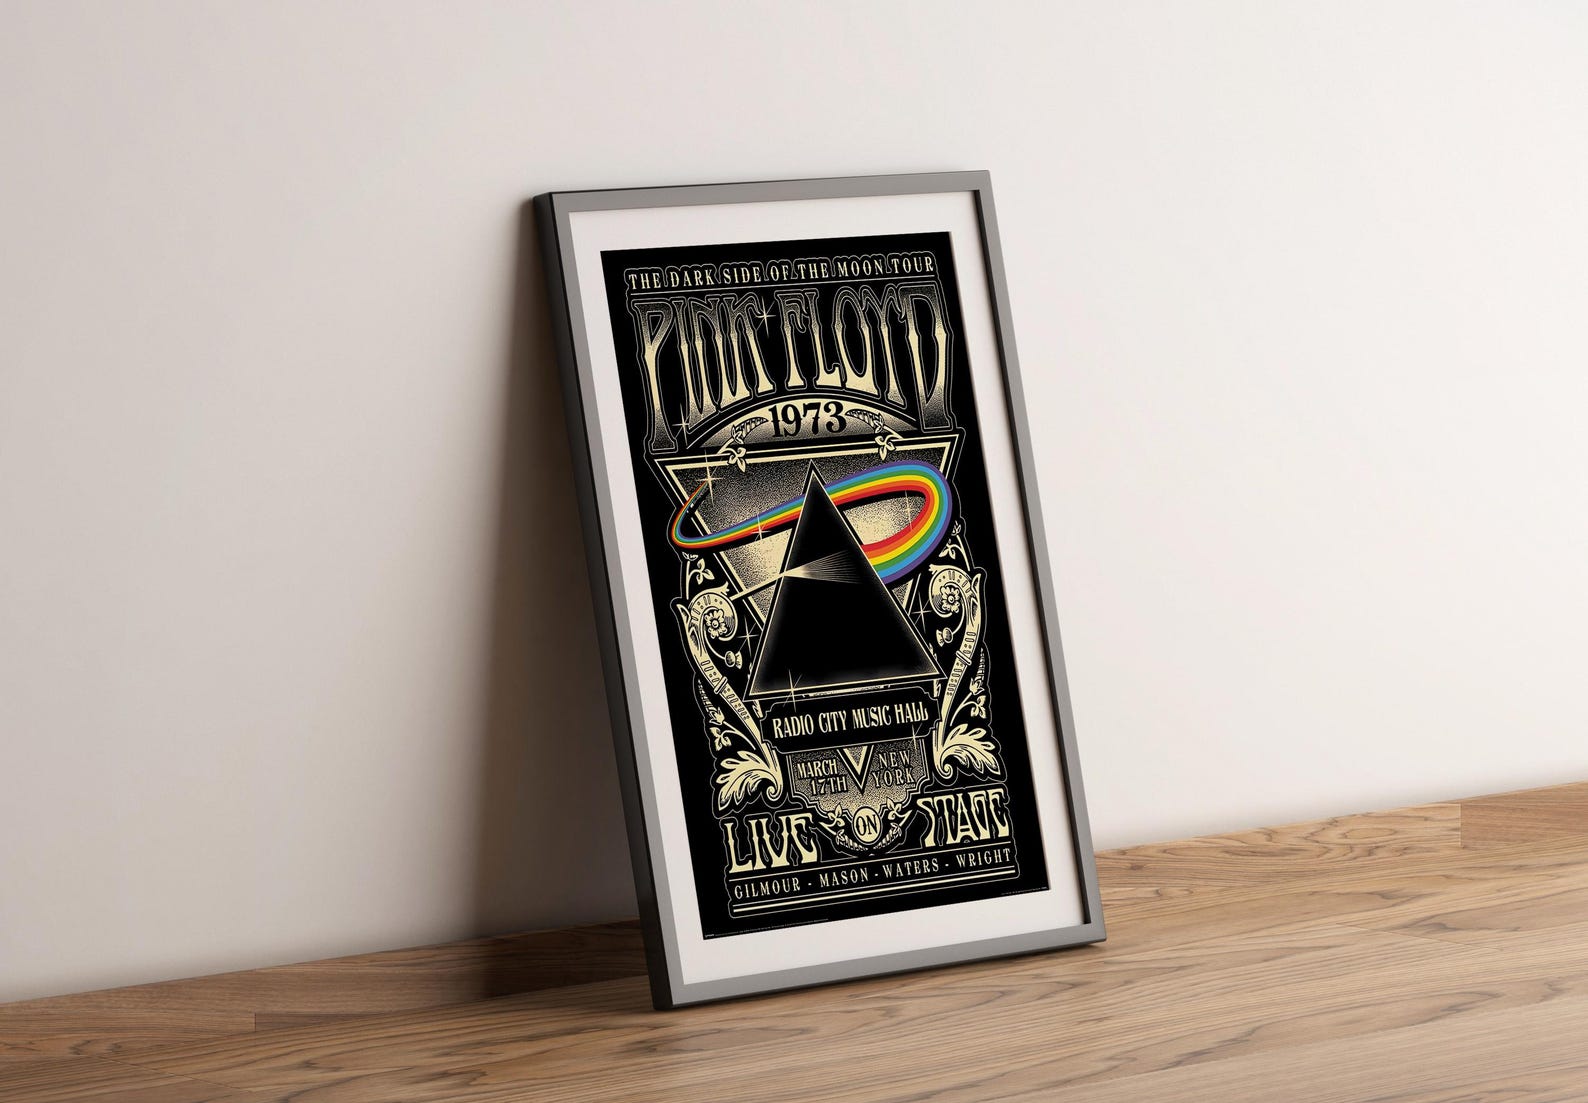 THE DARK SIDE OF THE MOON TOUR
PINK FLOYD
1973
RADIO CITY MUSIC HALL
MARCH 17TH
NEW YORK
LIVE ON STAGE
GILMOUR - MASON - WATERS - WRIGHT